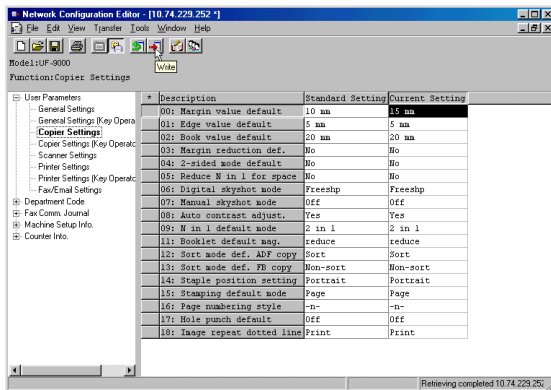 Network Configuration Editor - [10.74.229.252 *]
File Edit View Transfer Tools Window Help
Write
Model:UF-9000
Function:Copier Settings
User Parameters
General Settings
General Settings (Key Opera
Copier Settings
Copier Settings (Key Operatc
Scanner Settings
Printer Settings
Printer Settings (Key Operatc
Fax/Email Settings
Department Code
Fax Comm. Journal
Machine Setup Info.
Counter Into.
* Description Standard Setting Current Setting
00: Margin value default 10 mm 15 mm
01: Edge value default 5 mm 5 mm
02: Book value default 20 mm 20 mm
03: Margin reduction def. No No
04: 2-sided mode default No No
05: Reduce N in 1 for space No No
06: Digital skyshot mode Freeshp Freeshp
07: Manual skyshot mode Off Off
08: Auto contrast adjust. Yes Yes
09: N in 1 default mode 2 in 1 2 in 1
11: Booklet default mag. reduce reduce
12: Sort mode def. ADF copy Sort Sort
13: Sort mode def. FB copy Non-sort Non-sort
14: Staple position setting Portrait Portrait
15: Stamping default mode Page Page
16: Page numbering style -n- -n-
17: Hole punch default Off Off
18: Image repeat dotted line Print Print
Retrieving completed 10.74.229.252